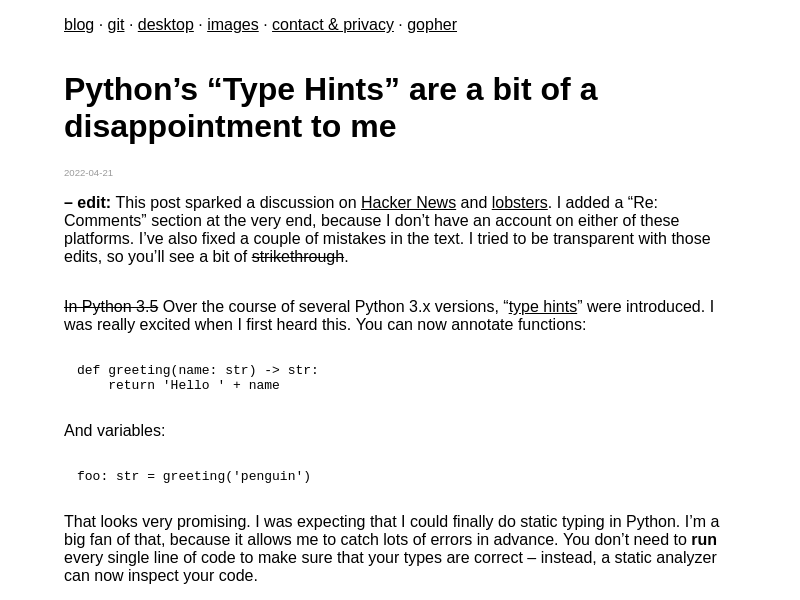 blog · git · desktop · images · contact & privacy · gopher
Python’s “Type Hints” are a bit of a
disappointment to me
2022-04-21
– edit: This post sparked a discussion on Hacker News and lobsters. I added a “Re:
Comments” section at the very end, because I don’t have an account on either of these
platforms. I’ve also fixed a couple of mistakes in the text. I tried to be transparent with those
edits, so you’ll see a bit of strikethrough.
In Python 3.5 Over the course of several Python 3.x versions, “type hints” were introduced. I
was really excited when I first heard this. You can now annotate functions:
def greeting(name: str) -> str:
    return 'Hello ' + name
And variables:
foo: str = greeting('penguin')
That looks very promising. I was expecting that I could finally do static typing in Python. I’m a
big fan of that, because it allows me to catch lots of errors in advance. You don’t need to run
every single line of code to make sure that your types are correct – instead, a static analyzer
can now inspect your code.